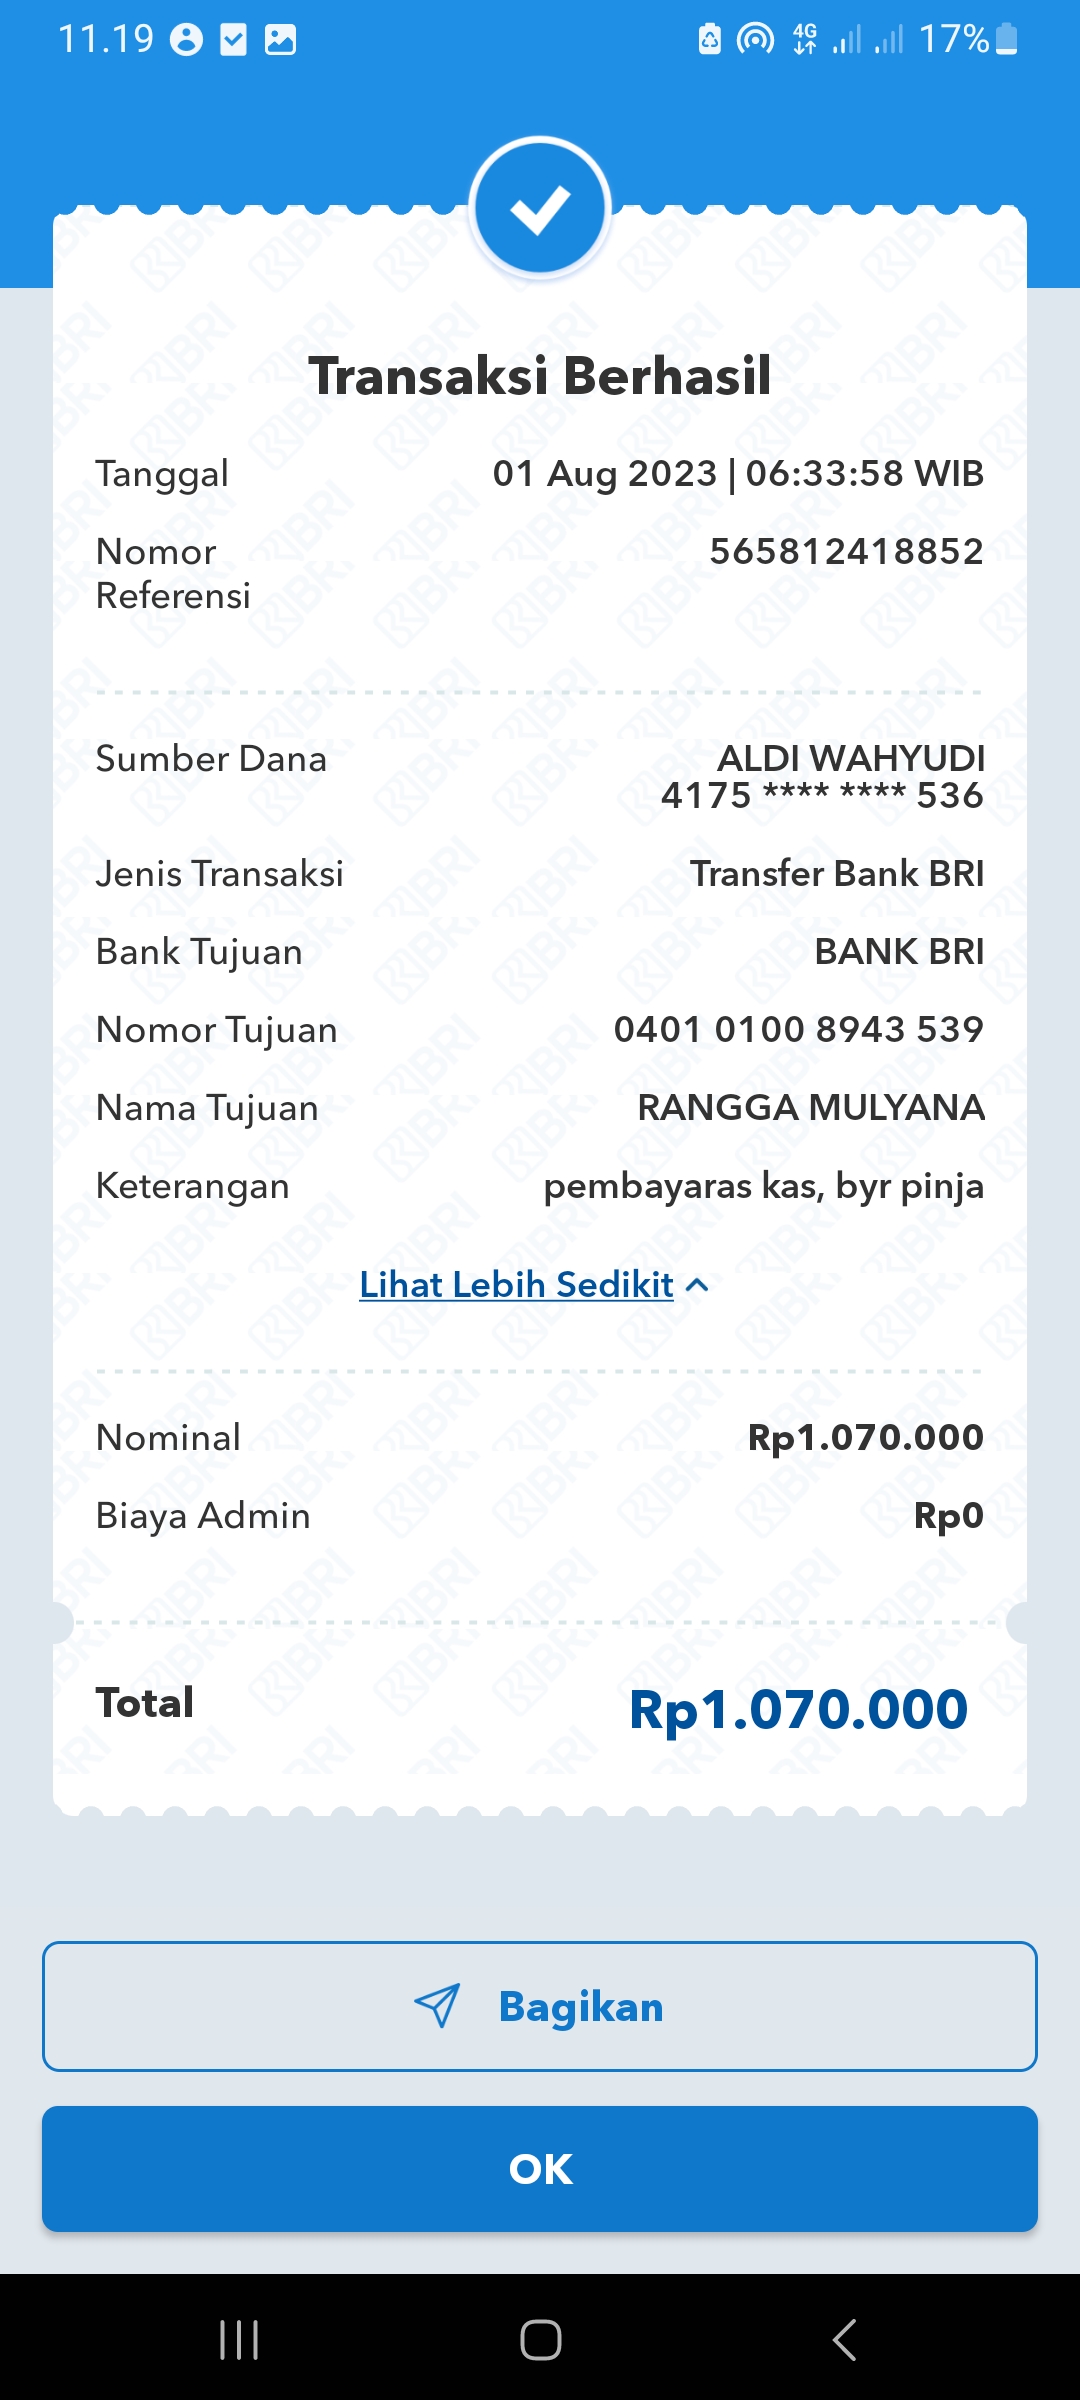 11.19 4G 17%
Transaksi Berhasil
Tanggal 01 Aug 2023 | 06:33:58 WIB
Nomor 565812418852
Referensi
Sumber Dana ALDI WAHYUDI
4175 **** **** 536
Jenis Transaksi Transfer Bank BRI
Bank Tujuan BANK BRI
Nomor Tujuan 0401 0100 8943 539
Nama Tujuan RANGGA MULYANA
Keterangan pembayaras kas, byr pinja
Lihat Lebih Sedikit
Nominal Rp1.070.000
Biaya Admin Rp0
Total Rp1.070.000
Bagikan
OK